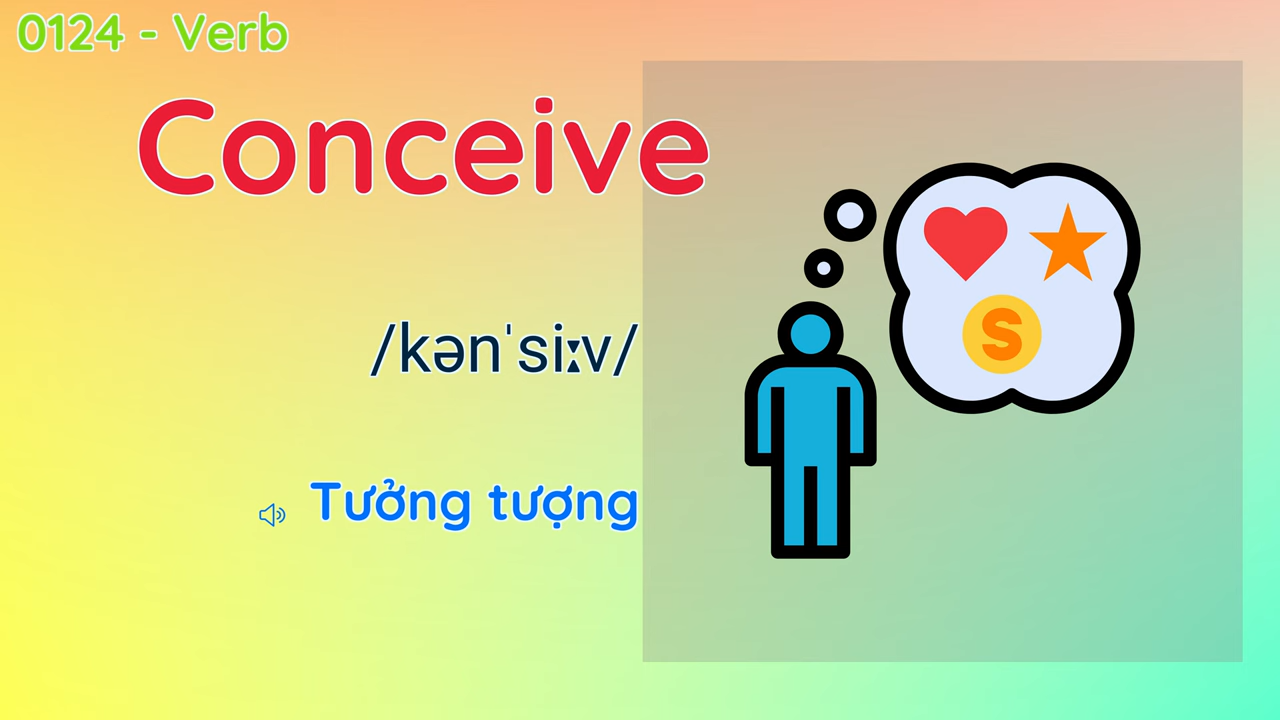 0124 - Verb
Conceive
/kənˈsiːv/
Tưởng tượng
S